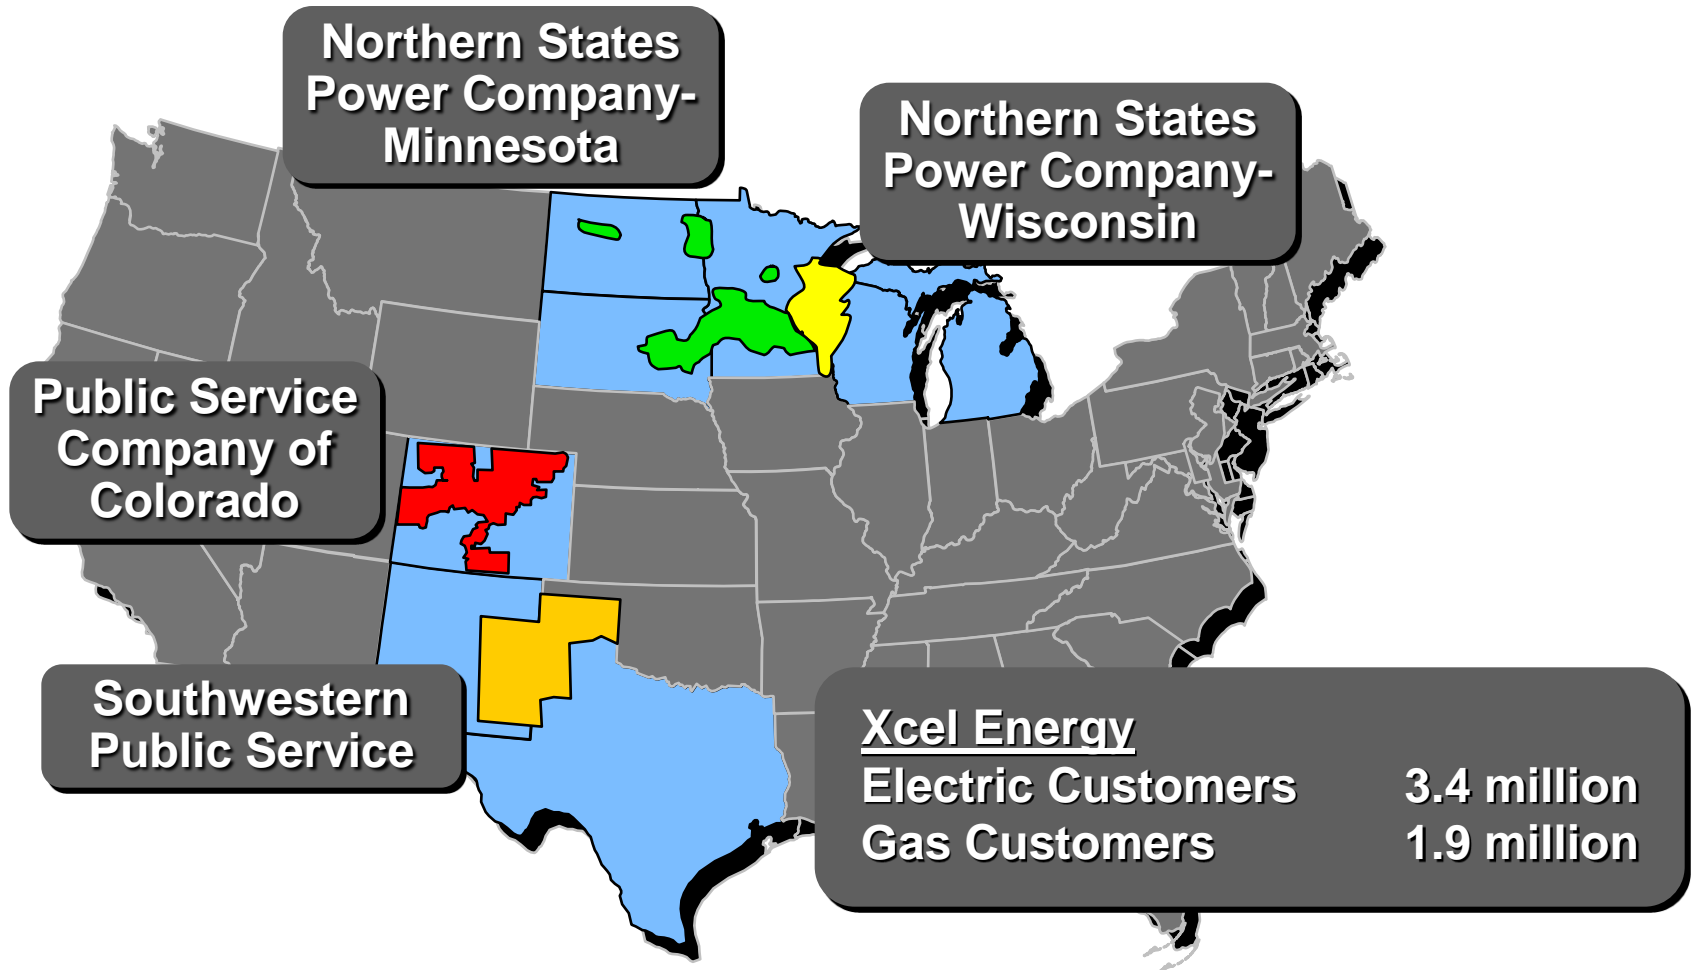 Northern States
Power Company-
Minnesota
Northern States
Power Company-
Wisconsin
Public Service
Company of
Colorado
Southwestern
Public Service
Xcel Energy
Electric Customers 3.4 million
Gas Customers 1.9 million